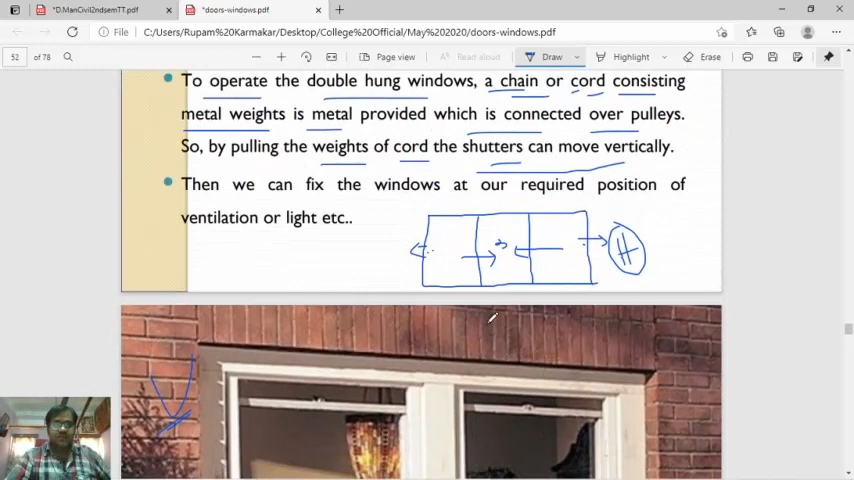 *D.ManCivil2ndsemTT.pdf
*doors-windows.pdf
File
C:/Users/Rupam%20Karmakar/Desktop/College%20Official/May%202020/doors-windows.pdf
52 of 78
Page view
Read aloud
Draw
Highlight
Erase
To operate the double hung windows, a chain or cord consisting
metal weights is metal provided which is connected over pulleys.
So, by pulling the weights of cord the shutters can move vertically.
Then we can fix the windows at our required position of
ventilation or light etc..
H